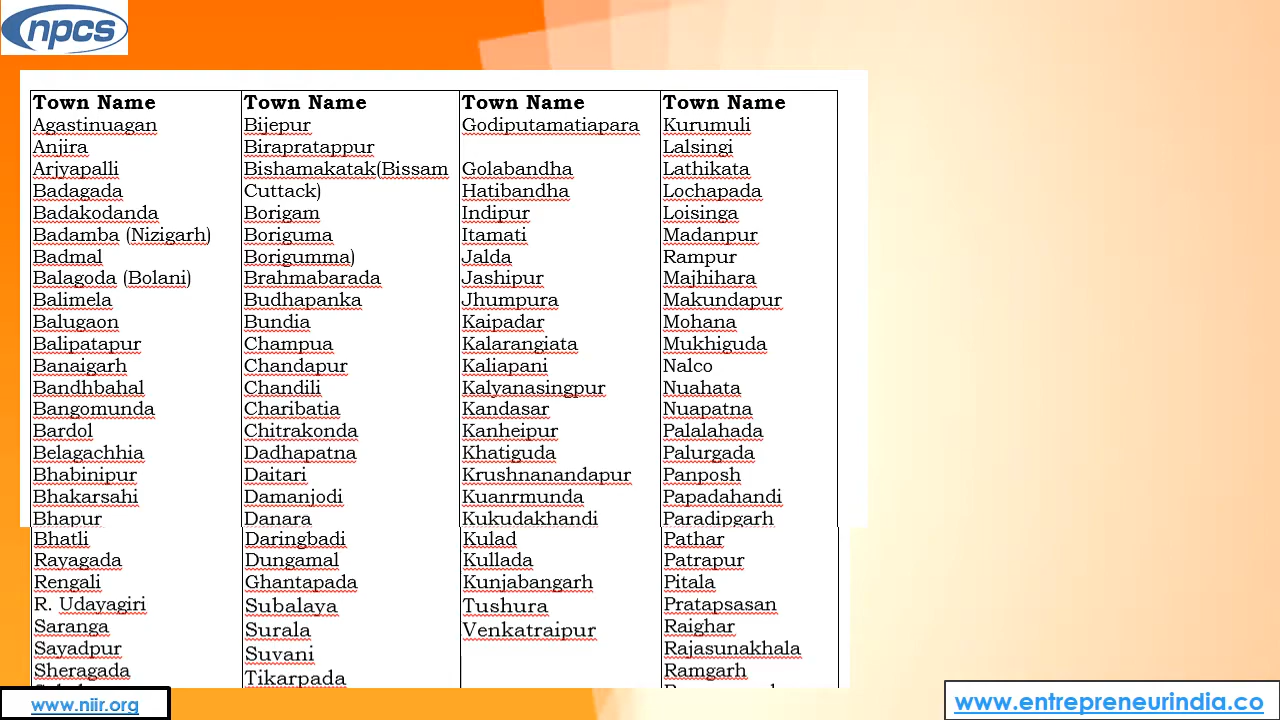 npcs
Town Name
Agastinuagan
Anjira
Arjyapalli
Badagada
Badakodanda
Badamba (Nizigarh)
Badmal
Balagoda (Bolani)
Balimela
Balugaon
Balipatapur
Banaigarh
Bandhbahal
Bangomunda
Bardol
Belagachhia
Bhabinipur
Bhakarsahi
Bhapur
Bhatli
Rayagada
Rengali
R. Udayagiri
Saranga
Sayadpur
Sheragada
Town Name
Bijepur
Birapratappur
Bishamakatak(Bissam
Cuttack)
Borigam
Boriguma
Borigumma)
Brahmabarada
Budhapanka
Bundia
Champua
Chandapur
Chandili
Charibatia
Chitrakonda
Dadhapatna
Daitari
Damanjodi
Danara
Daringbadi
Dungamal
Ghantapada
Subalaya
Surala
Suvani
Tikarpada
Town Name
Godiputamatiapara
Golabandha
Hatibandha
Indipur
Itamati
Jalda
Jashipur
Jhumpura
Kaipadar
Kalarangiata
Kaliapani
Kalyanasingpur
Kandasar
Kanheipur
Khatiguda
Krushnanandapur
Kuanrmunda
Kukudakhandi
Kulad
Kullada
Kunjabangarh
Tushura
Venkatraipur
Town Name
Kurumuli
Lalsingi
Lathikata
Lochapada
Loisinga
Madanpur
Rampur
Majhihara
Makundapur
Mohana
Mukhiguda
Nalco
Nuahata
Nuapatna
Palalahada
Palurgada
Panposh
Papadahandi
Paradipgarh
Pathar
Patrapur
Pitala
Pratapsasan
Raighar
Rajasunakhala
Ramgarh
www.niir.org
www.entrepreneurindia.co